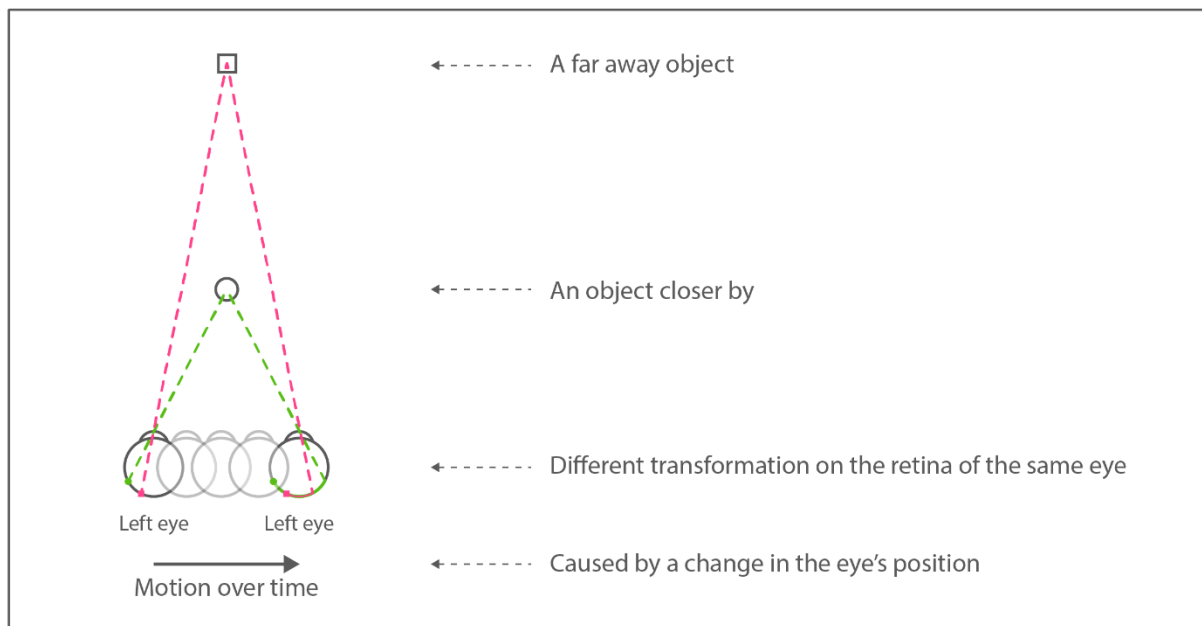 A far away object
An object closer by
Different transformation on the retina of the same eye
Left eye
Left eye
Caused by a change in the eye's position
Motion over time